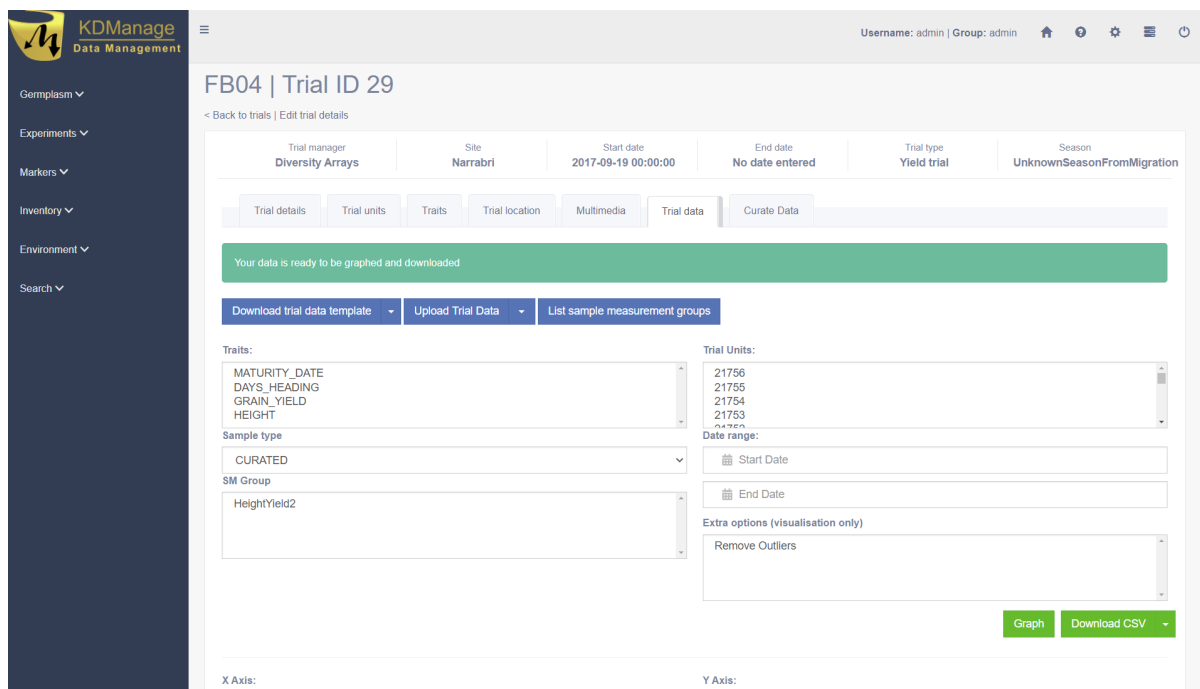 KDManage
Data Management
Username: admin | Group: admin
Germplasm
Experiments
Markers
Inventory
Environment
Search
FB04 | Trial ID 29
< Back to trials | Edit trial details
Trial manager
Diversity Arrays
Site
Narrabri
Start date
2017-09-19 00:00:00
End date
No date entered
Trial type
Yield trial
Season
UnknownSeasonFromMigration
Trial details
Trial units
Traits
Trial location
Multimedia
Trial data
Curate Data
Your data is ready to be graphed and downloaded
Download trial data template
Upload Trial Data
List sample measurement groups
Traits:
MATURITY_DATE
DAYS_HEADING
GRAIN_YIELD
HEIGHT
Trial Units:
21756
21755
21754
21753
Sample type
CURATED
Date range:
Start Date
End Date
SM Group
HeightYield2
Extra options (visualisation only)
Remove Outliers
Graph
Download CSV
X Axis:
Y Axis: